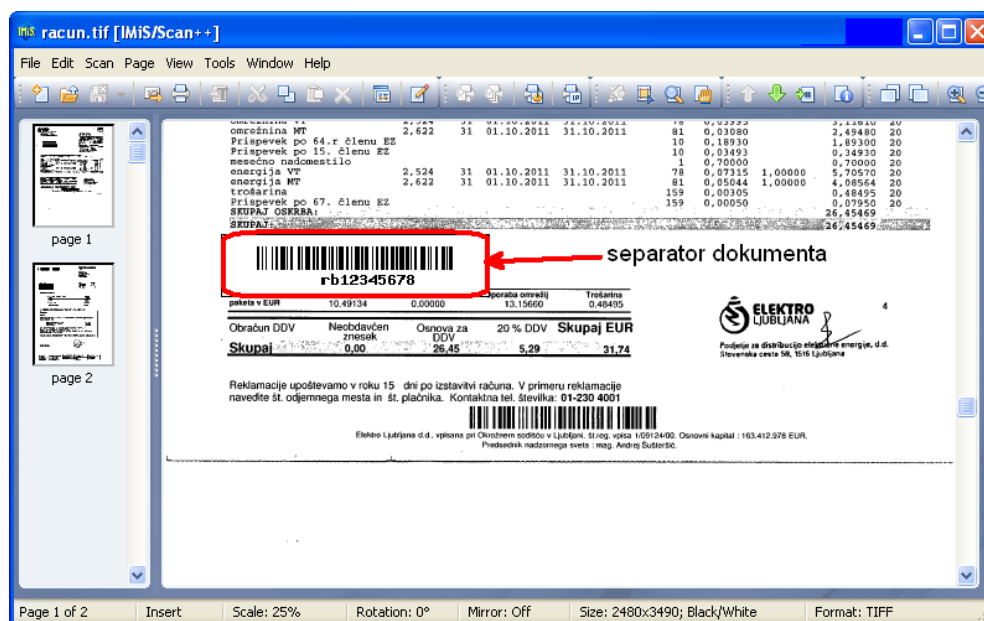 racun.tif [IMiS/Scan++]
File Edit Scan Page View Tools Window Help
omrežnina MT 2,622 31 01.10.2011 31.10.2011 81 0,03080 2,49480 20
Prispevek po 64.r členu EZ 10 0,18930 1,89300 20
Prispevek po 15. členu EZ 10 0,03493 0,34930 20
mesečno nadomestilo 1 0,70000 0,70000 20
energija VT 2,524 31 01.10.2011 31.10.2011 78 0,07315 1,00000 5,70570 20
energija MT 2,622 31 01.10.2011 31.10.2011 81 0,05044 1,00000 4,08564 20
trošarina 159 0,00305 0,48495 20
Prispevek po 67. členu EZ 159 0,00050 0,07950 20
SKUPAJ OSKRBA: 26,45469
SKUPAJ: 26,45469
separator dokumenta
rb12345678
uporaba omrežij Trošarina
paketa v EUR 10.49134 0.00000 13.15660 0,48495
Obračun DDV Neobdavčen znesek Osnova za DDV 20 % DDV Skupaj EUR
Skupaj 0,00 26,45 5,29 31,74
ELEKTRO
LJUBLJANA
4
Podjetje za distribucijo električne energije, d.d.
Slovenska cesta 58, 1516 Ljubljana
Reklamacije upoštevamo v roku 15 dni po izstavitvi računa. V primeru reklamacije
navedite št. odjemnega mesta in št. plačnika. Kontaktna tel. številka: 01-230 4001
Elektro Ljubljana d.d., vpisana pri Okrožnem sodišču v Ljubljani. št.reg. vpisa 1/09124/00. Osnovni kapital : 163.412.978 EUR.
Predsednik nadzornega sveta : mag. Andrej Šušteršič.
page 1
page 2
Page 1 of 2 Insert Scale: 25% Rotation: 0° Mirror: Off Size: 2480x3490; Black/White Format: TIFF